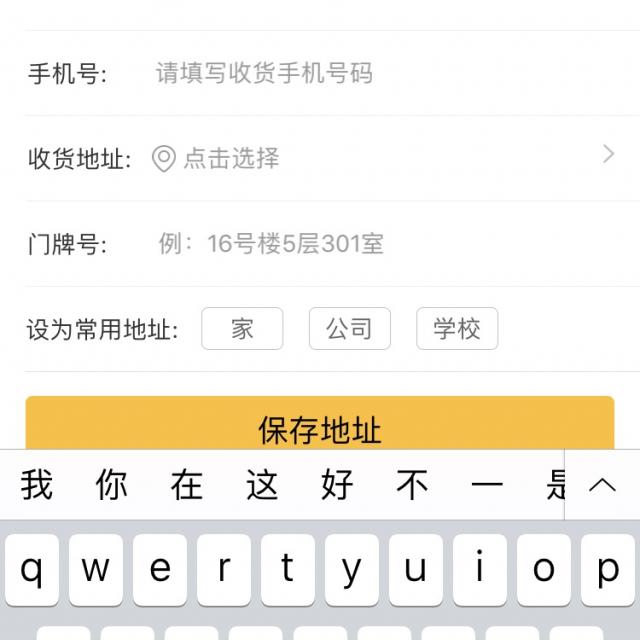 手机号: 请填写收货手机号码
收货地址: 点击选择
门牌号: 例：16号楼5层301室
设为常用地址: 家 公司 学校
保存地址
我 你 在 这 好 不 一 是
q w e r t y u i o p